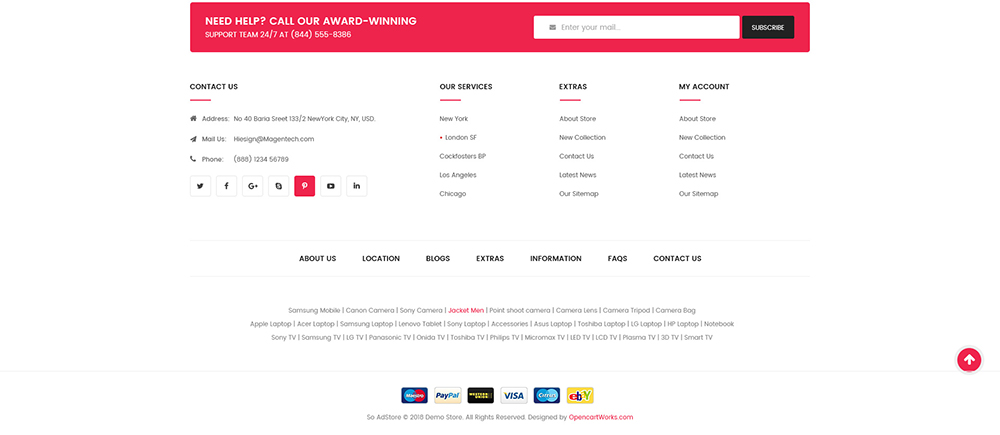 NEED HELP? CALL OUR AWARD-WINNING
SUPPORT TEAM 24/7 AT (844) 555-8386
Enter your mail...
SUBSCRIBE
CONTACT US
Address: No 40 Baria Sreet 133/2 NewYork City, NY, USD.
Mail Us: Hiesign@Magentech.com
Phone: (888) 1234 56789
OUR SERVICES
New York
London SF
Cockfosters BP
Los Angeles
Chicago
EXTRAS
About Store
New Collection
Contact Us
Latest News
Our Sitemap
MY ACCOUNT
About Store
New Collection
Contact Us
Latest News
Our Sitemap
ABOUT US LOCATION BLOGS EXTRAS INFORMATION FAQS CONTACT US
Samsung Mobile | Canon Camera | Sony Camera | Jacket Men | Point shoot camera | Camera Lens | Camera Tripod | Camera Bag
Apple Laptop | Acer Laptop | Samsung Laptop | Lenovo Tablet | Sony Laptop | Accessories | Asus Laptop | Toshiba Laptop | LG Laptop | HP Laptop | Notebook
Sony TV | Samsung TV | LG TV | Panasonic TV | Onida TV | Toshiba TV | Philips TV | Micromax TV | LED TV | LCD TV | Plasma TV | 3D TV | Smart TV
Maestro PayPal WESTERN UNION VISA Cirrus ebY
So AdStore © 2018 Demo Store. All Rights Reserved. Designed by OpencartWorks.com